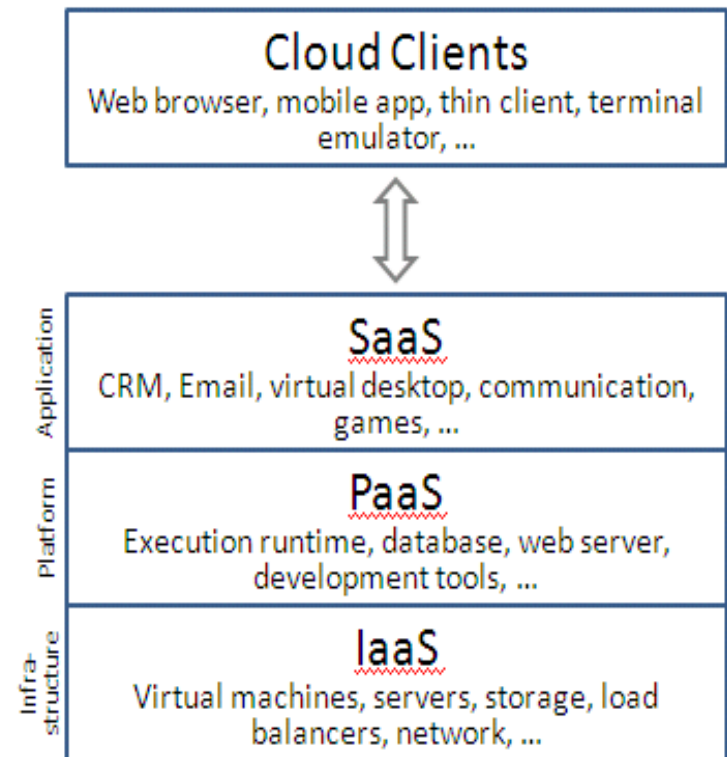 Cloud Clients
Web browser, mobile app, thin client, terminal
emulator, ...
Application
SaaS
CRM, Email, virtual desktop, communication,
games, ...
Platform
PaaS
Execution runtime, database, web server,
development tools, ...
Infra-
structure
IaaS
Virtual machines, servers, storage, load
balancers, network, ...